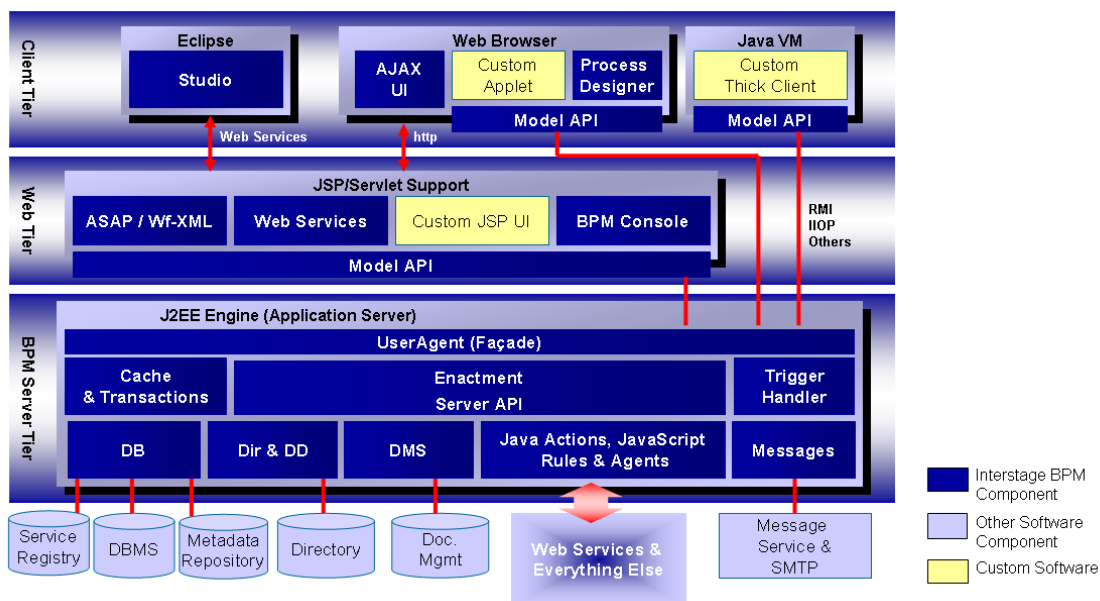 Client Tier
Eclipse
Studio
Web Browser
AJAX
UI
Custom
Applet
Process
Designer
Model API
Java VM
Custom
Thick Client
Model API
Web Services
http
Web Tier
JSP/Servlet Support
ASAP / Wf-XML
Web Services
Custom JSP UI
BPM Console
Model API
RMI
IIOP
Others
BPM Server Tier
J2EE Engine (Application Server)
UserAgent (Façade)
Cache
& Transactions
Enactment
Server API
Trigger
Handler
DB
Dir & DD
DMS
Java Actions, JavaScript
Rules & Agents
Messages
Service
Registry
DBMS
Metadata
Repository
Directory
Doc.
Mgmt
Web Services &
Everything Else
Message
Service &
SMTP
Interstage BPM
Component
Other Software
Component
Custom Software